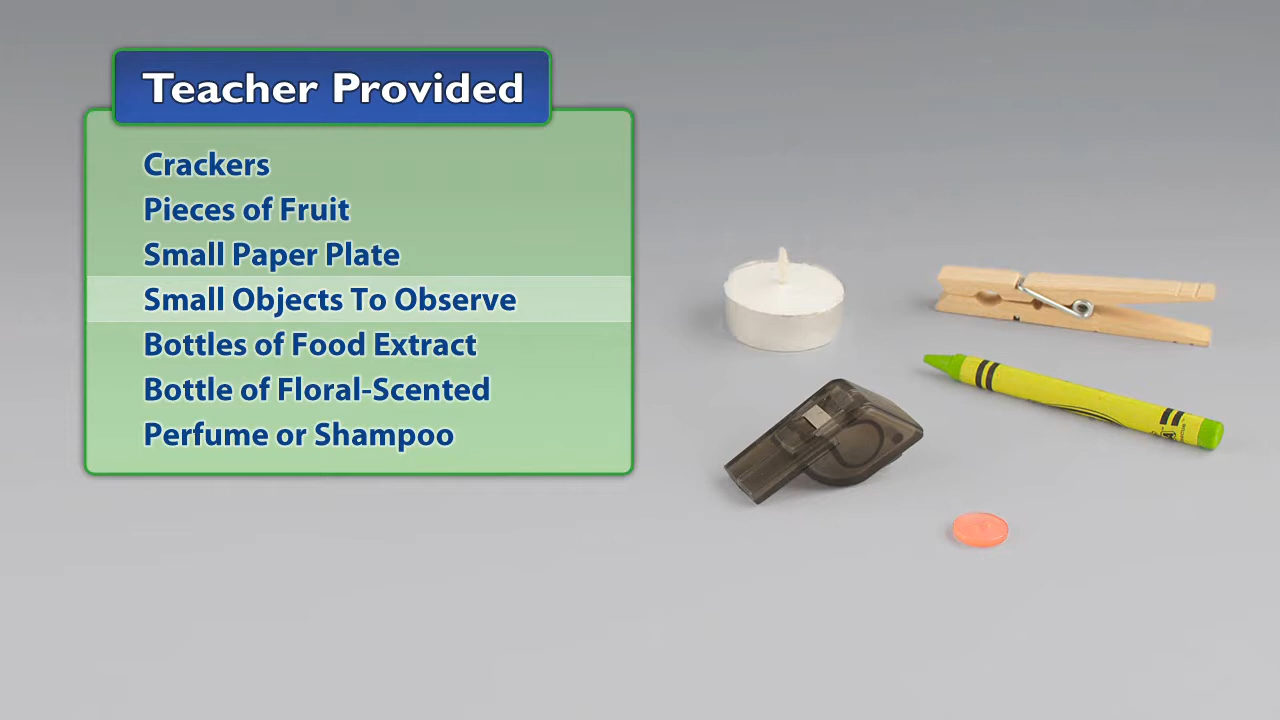 Teacher Provided
Crackers
Pieces of Fruit
Small Paper Plate
Small Objects To Observe
Bottles of Food Extract
Bottle of Floral-Scented
Perfume or Shampoo